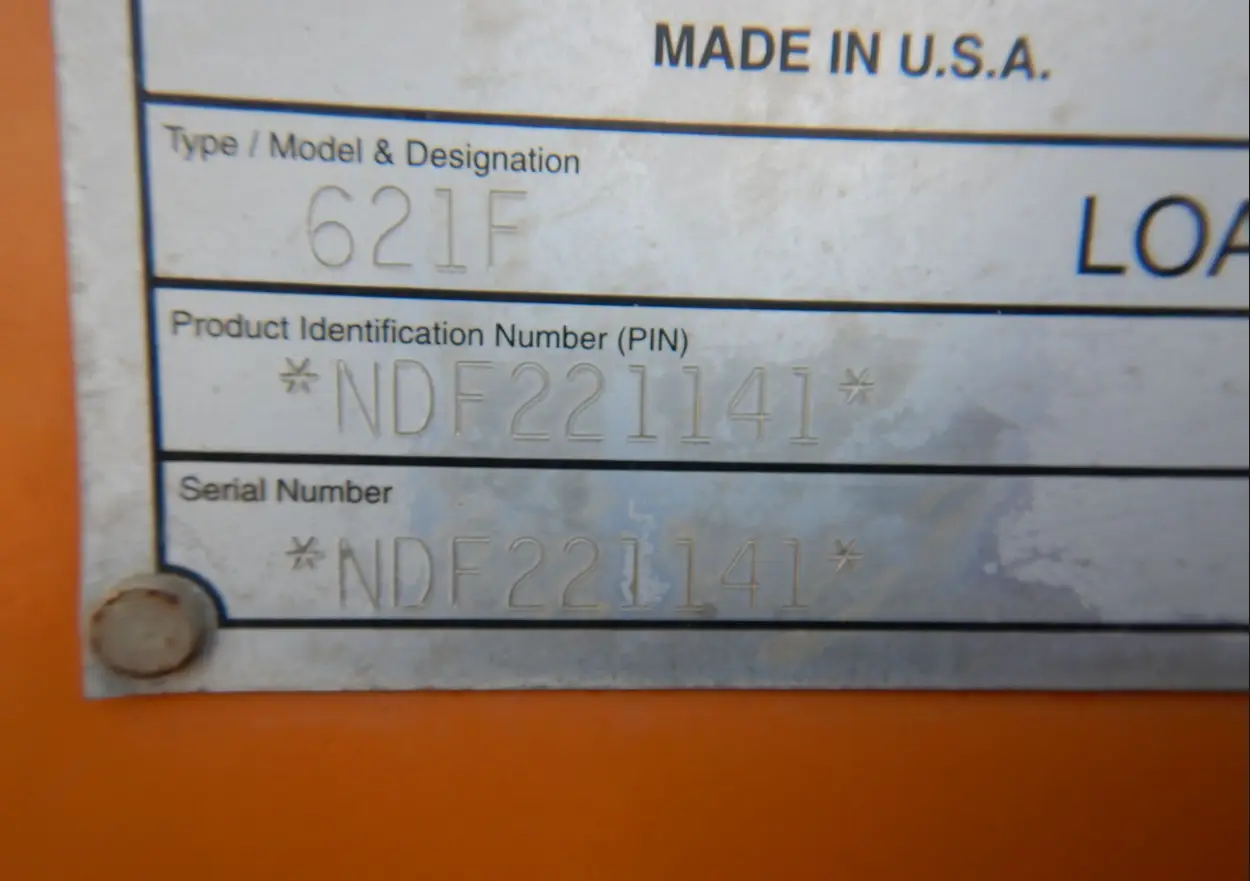 MADE IN U.S.A.
Type / Model & Designation
621F LOA
Product Identification Number (PIN)
*NDF221141*
Serial Number
*NDF221141*